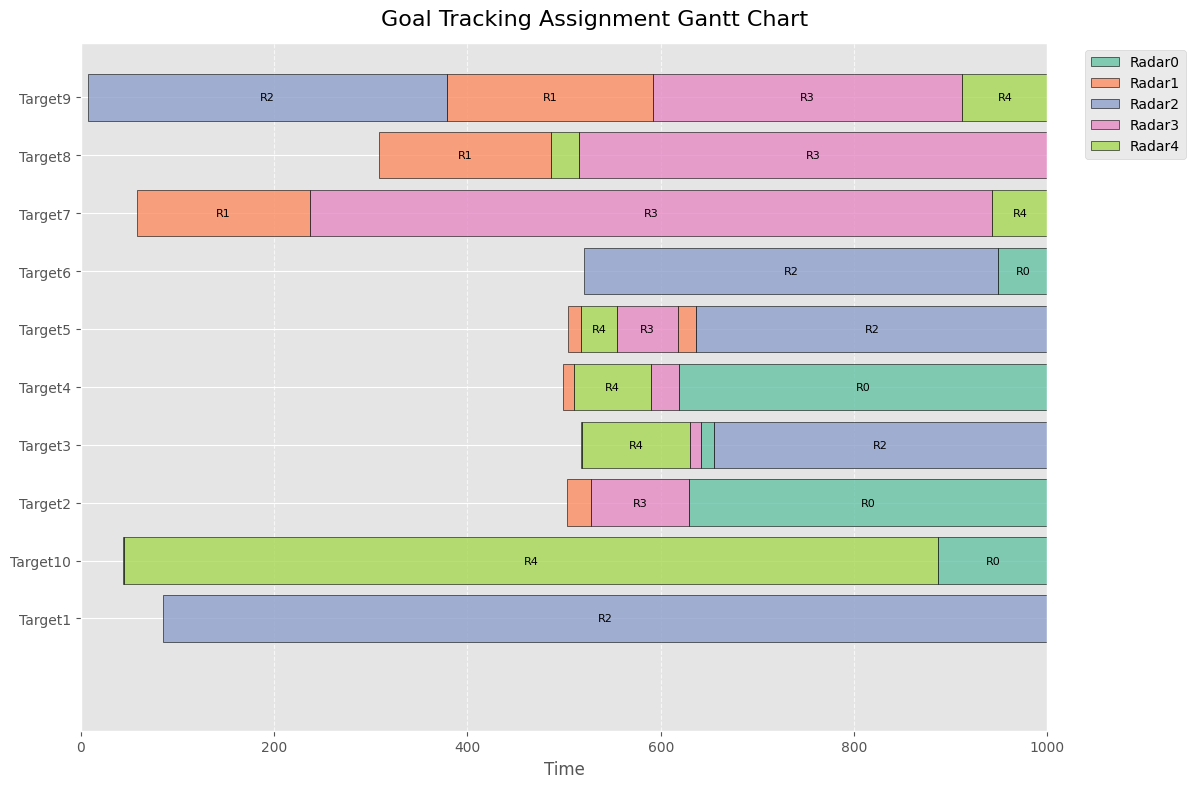 Goal Tracking Assignment Gantt Chart
Radar0
Radar1
Radar2
Radar3
Radar4
Target9
R2
R1
R3
R4
Target8
R1
R3
Target7
R1
R3
R4
Target6
R2
R0
Target5
R4
R3
R2
Target4
R4
R0
Target3
R4
R2
Target2
R3
R0
Target10
R4
R0
Target1
R2
0
200
400
600
800
1000
Time